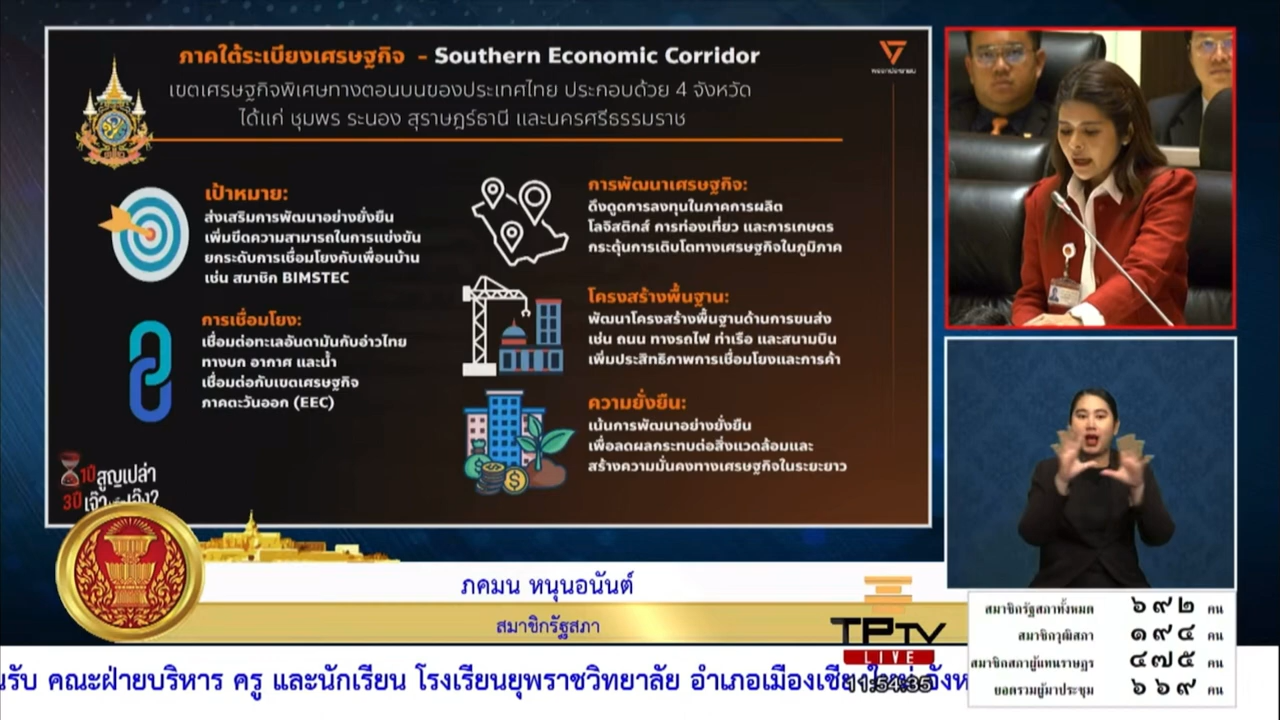 ภาคใต้ระเบียงเศรษฐกิจ - Southern Economic Corridor
เขตเศรษฐกิจพิเศษทางตอนบนของประเทศไทย ประกอบด้วย 4 จังหวัด
ได้แก่ ชุมพร ระนอง สุราษฎร์ธานี และนครศรีธรรมราช
เป้าหมาย:
ส่งเสริมการพัฒนาอย่างยั่งยืน
เพิ่มขีดความสามารถในการแข่งขัน
ยกระดับการเชื่อมโยงกับเพื่อนบ้าน
เช่น สมาชิก BIMSTEC
การเชื่อมโยง:
เชื่อมต่อทะเลอันดามันกับอ่าวไทย
ทางบก อากาศ และน้ำ
เชื่อมต่อกับเขตเศรษฐกิจ
ภาคตะวันออก (EEC)
การพัฒนาเศรษฐกิจ:
ดึงดูดการลงทุนในภาคการผลิต
โลจิสติกส์ การท่องเที่ยว และการเกษตร
กระตุ้นการเติบโตทางเศรษฐกิจในภูมิภาค
โครงสร้างพื้นฐาน:
พัฒนาโครงสร้างพื้นฐานด้านการขนส่ง
เช่น ถนน ทางรถไฟ ท่าเรือ และสนามบิน
เพิ่มประสิทธิภาพการเชื่อมโยงและการค้า
ความยั่งยืน:
เน้นการพัฒนาอย่างยั่งยืน
เพื่อลดผลกระทบต่อสิ่งแวดล้อมและ
สร้างความมั่นคงทางเศรษฐกิจในระยะยาว
1ปีสูญเปล่า
3ปี เจ๊า เจ๊ง?
ภคมน หนุนอนันต์
สมาชิกรัฐสภา
TPTV
LIVE
11:54:35
สมาชิกรัฐสภาทั้งหมด ๖๙๒ คน
สมาชิกวุฒิสภา ๑๙๔ คน
สมาชิกสภาผู้แทนราษฎร ๔๗๕ คน
ยอดรวมผู้มาประชุม ๖๖๙ คน
นรับ คณะฝ่ายบริหาร ครู และนักเรียน โรงเรียนยุพราชวิทยาลัย อำเภอเมืองเชียงใหม่ จังห